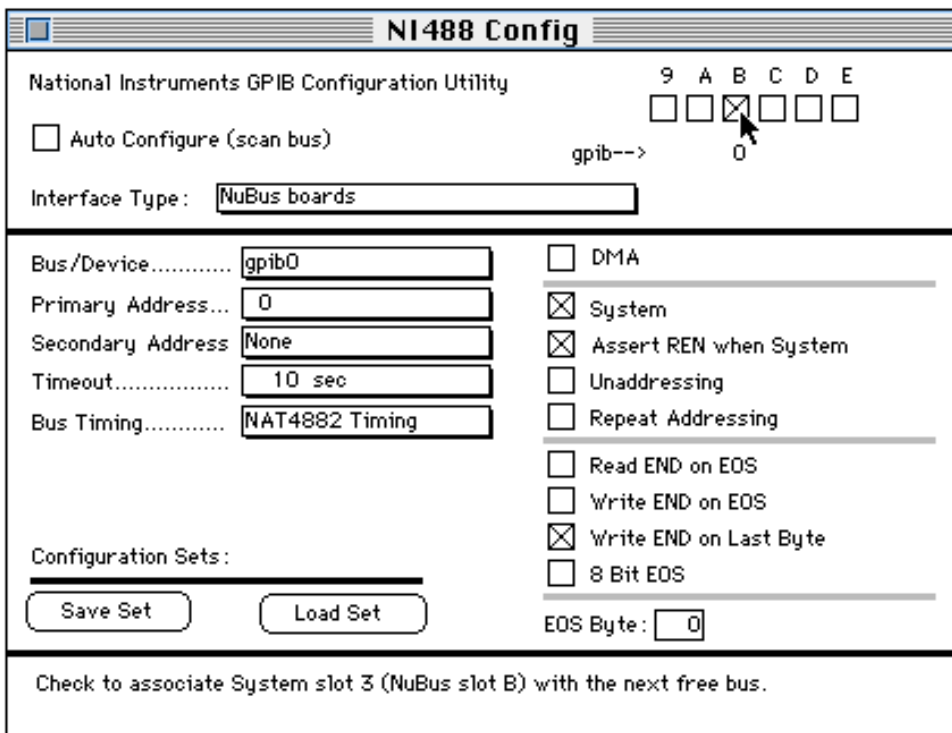 NI488 Config
National Instruments GPIB Configuration Utility
9 A B C D E
Auto Configure (scan bus)
gpib--> 0
Interface Type: NuBus boards
Bus/Device............ gpib0
Primary Address... 0
Secondary Address None
Timeout................. 10 sec
Bus Timing............ NAT4882 Timing
DMA
System
Assert REN when System
Unaddressing
Repeat Addressing
Read END on EOS
Write END on EOS
Write END on Last Byte
8 Bit EOS
EOS Byte: 0
Configuration Sets:
Save Set Load Set
Check to associate System slot 3 (NuBus slot B) with the next free bus.